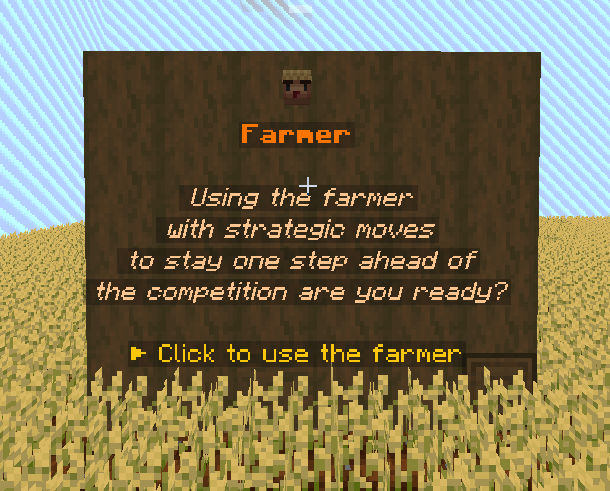 Farmer
Using the farmer
with strategic moves
to stay one step ahead of
the competition are you ready?
► Click to use the farmer